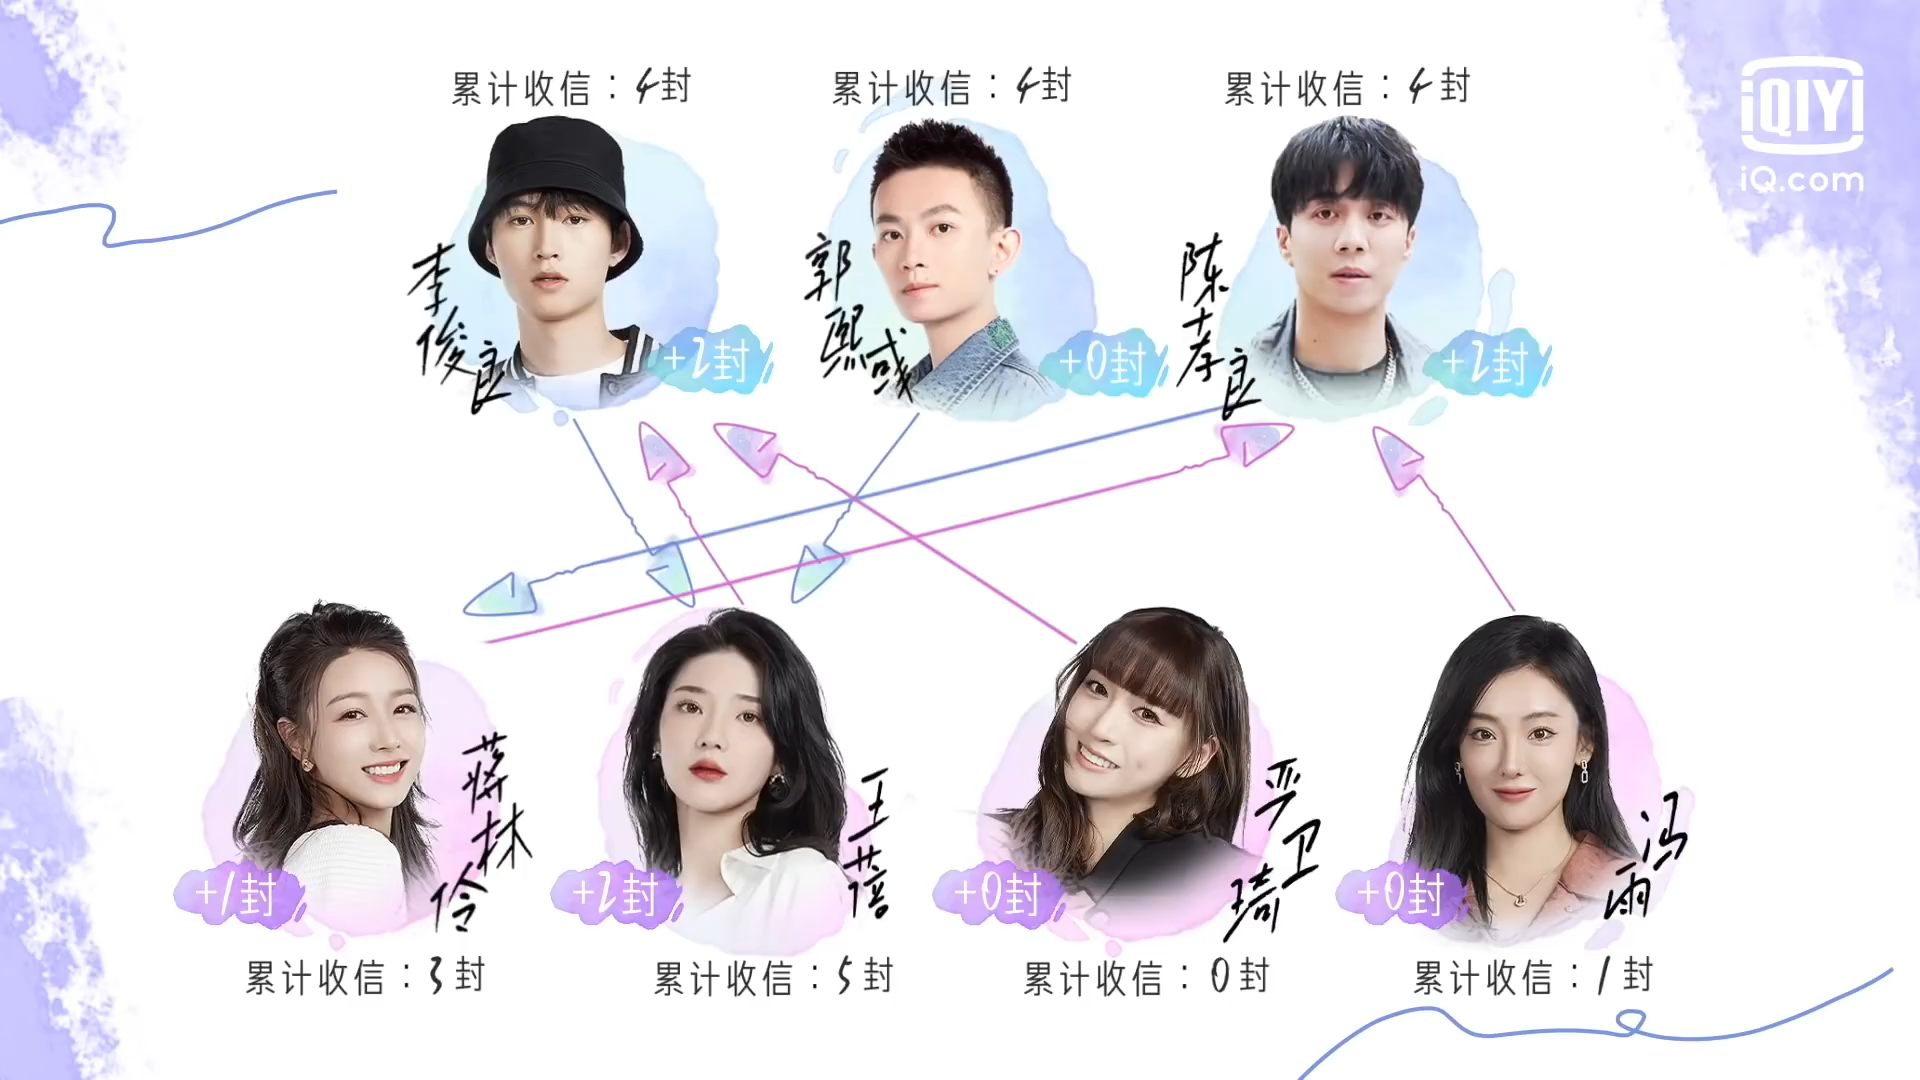 累计收信：4封
累计收信：4封
累计收信：4封
iQIYI
iQ.com
李俊良
+2封
郭熙彧
+0封
陈孝良
+2封
蒋林伶
+1封
王蓓
+2封
严卫琦
+0封
冯雨
+0封
累计收信：3封
累计收信：5封
累计收信：0封
累计收信：1封